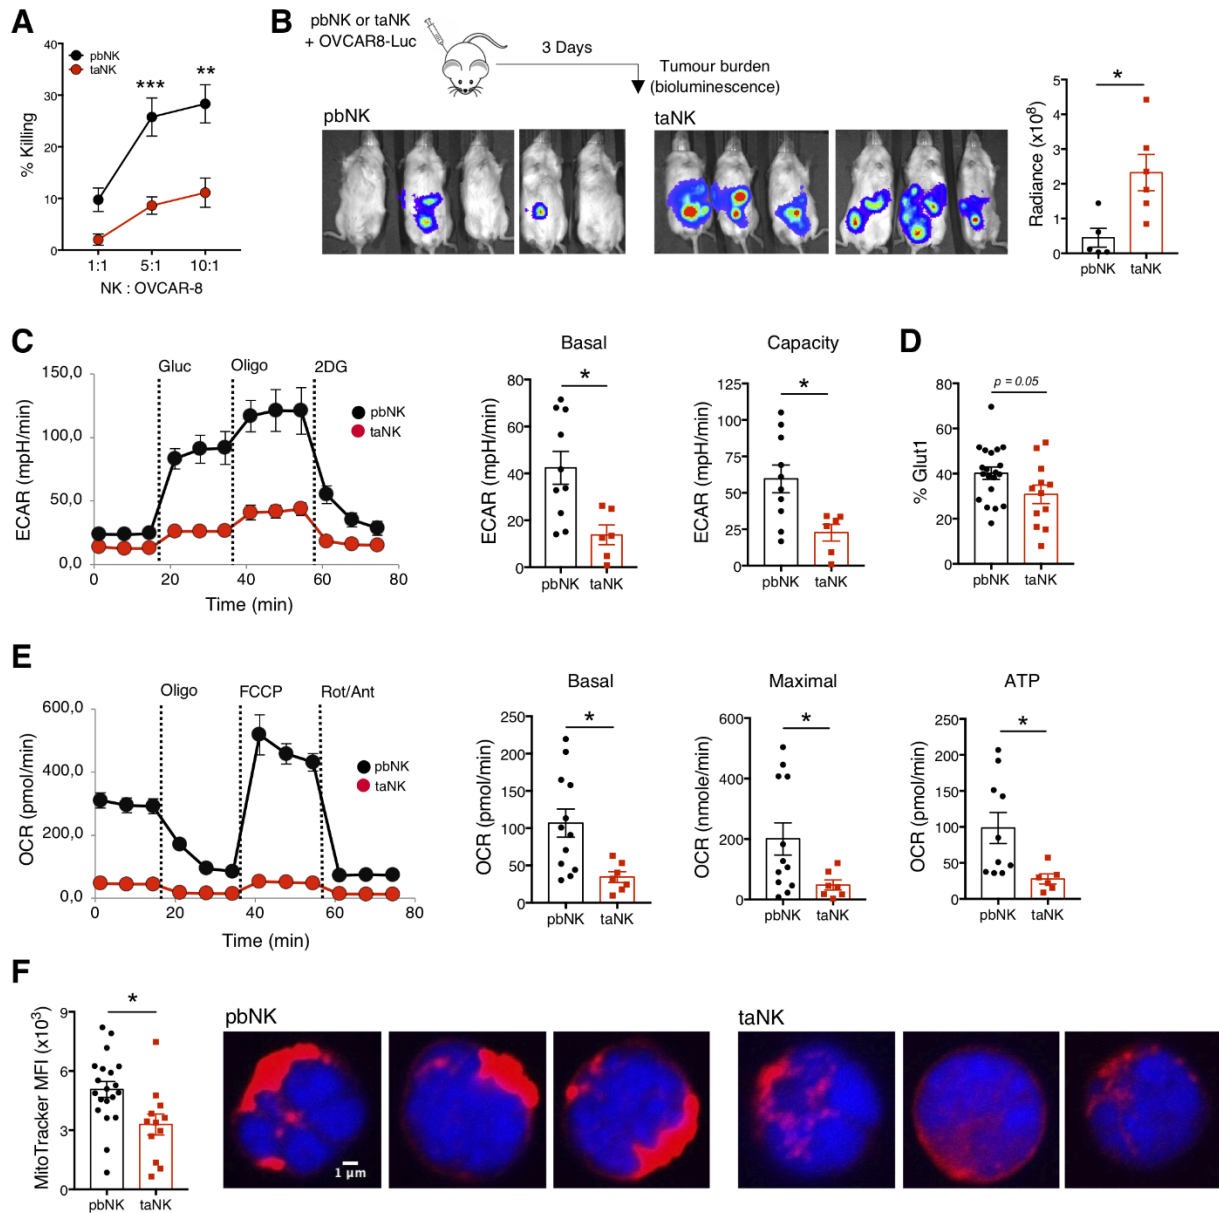 A
40
30
20
10
0
% Killing
pbNK
taNK
***
**
1:1 5:1 10:1
NK : OVCAR-8
B
pbNK or taNK
+ OVCAR8-Luc
3 Days
Tumour burden
(bioluminescence)
pbNK
taNK
Radiance (x10⁸)
5
4
3
2
1
0
*
pbNK taNK
C
Gluc Oligo 2DG
150,0
100,0
50,0
0,0
ECAR (mpH/min)
pbNK
taNK
0 20 40 60 80
Time (min)
Basal
80
60
40
20
0
ECAR (mpH/min)
*
pbNK taNK
Capacity
125
100
75
50
25
0
ECAR (mpH/min)
*
pbNK taNK
D
p = 0.05
80
60
40
20
0
% Glut1
pbNK taNK
E
Oligo FCCP Rot/Ant
600,0
400,0
200,0
0,0
OCR (pmol/min)
pbNK
taNK
0 20 40 60 80
Time (min)
Basal
250
200
150
100
50
0
OCR (pmol/min)
*
pbNK taNK
Maximal
600
400
200
0
OCR (nmole/min)
*
pbNK taNK
ATP
250
200
150
100
50
0
OCR (pmol/min)
*
pbNK taNK
F
9
6
3
0
MitoTracker MFI (x10³)
*
pbNK taNK
pbNK
1 µm
taNK